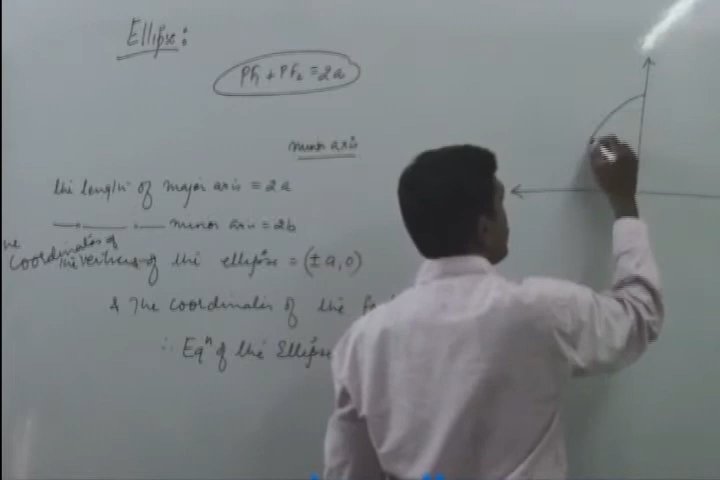 Ellipse:
PF₁ + PF₂ = 2a
minor axis
the length of major axis = 2a
minor axis = 2b
coordinates of the vertices of the ellipse = (± a, 0)
& The coordinates of the
∴ Eqⁿ of the Ellipse